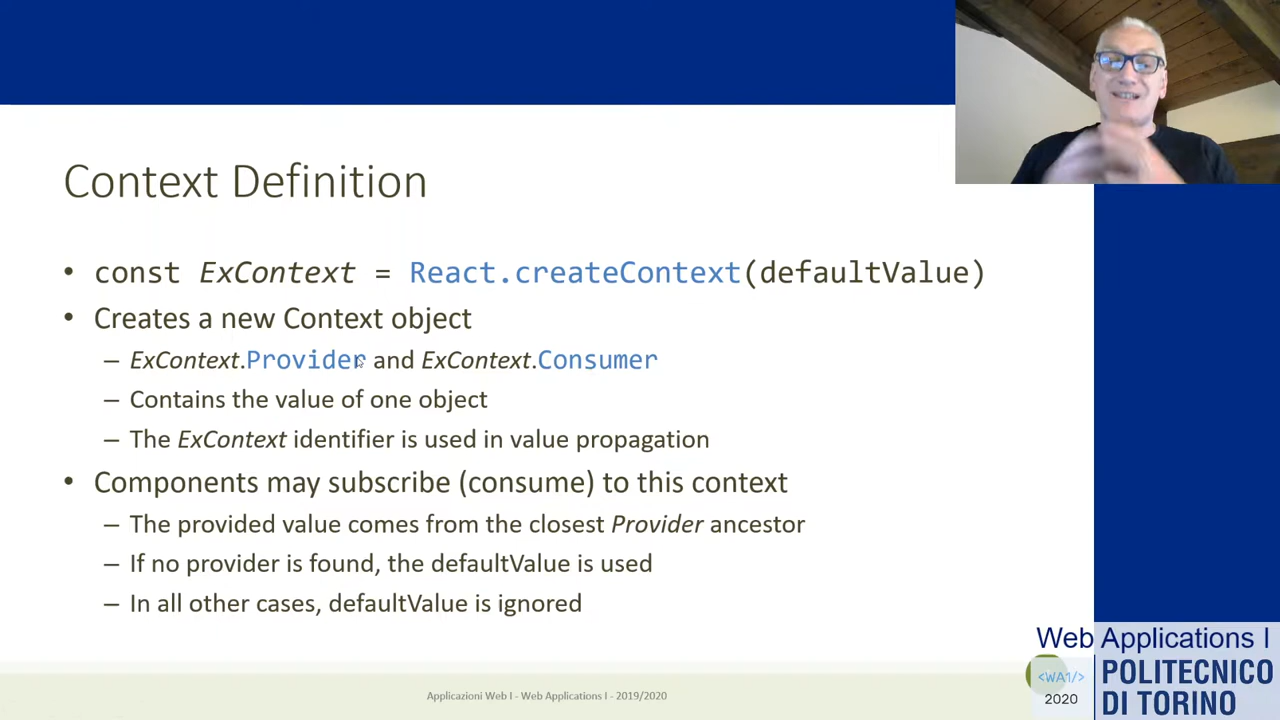 Context Definition
• const ExContext = React.createContext(defaultValue)
• Creates a new Context object
– ExContext.Provider and ExContext.Consumer
– Contains the value of one object
– The ExContext identifier is used in value propagation
• Components may subscribe (consume) to this context
– The provided value comes from the closest Provider ancestor
– If no provider is found, the defaultValue is used
– In all other cases, defaultValue is ignored
Applicazioni Web I - Web Applications I - 2019/2020
Web Applications I
<WA1/>
2020
POLITECNICO
DI TORINO